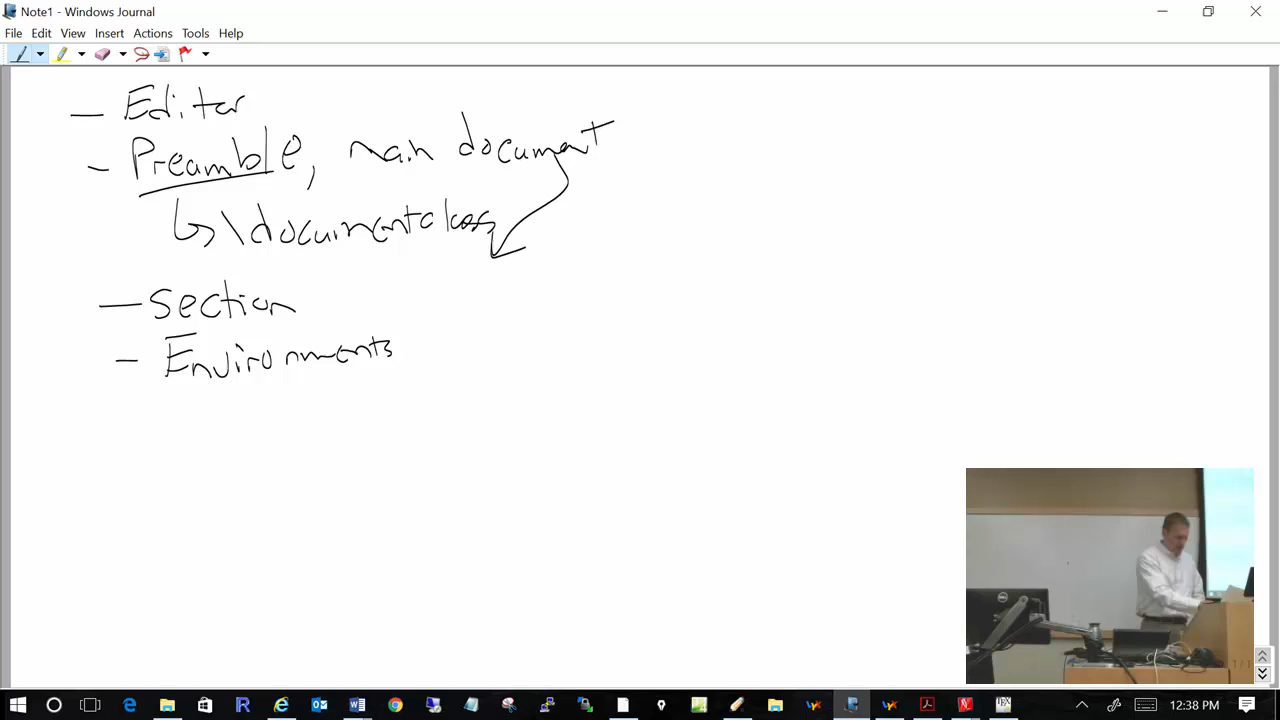 Note1 - Windows Journal
File Edit View Insert Actions Tools Help
— Editor
- Preamble, main document
↳ \documentclass
— Section
- Environments
12:38 PM